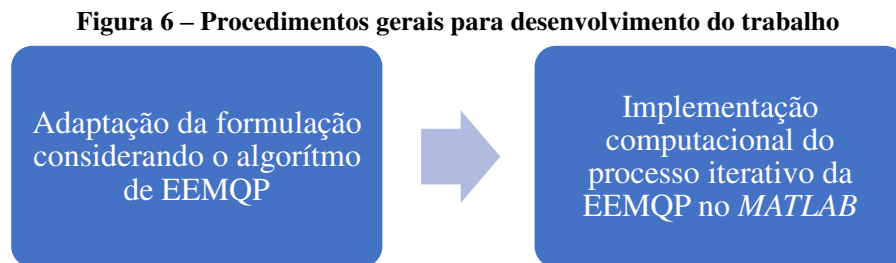 Figura 6 – Procedimentos gerais para desenvolvimento do trabalho
Adaptação da formulação
considerando o algorítmo
de EEMQP
Implementação
computacional do
processo iterativo da
EEMQP no MATLAB